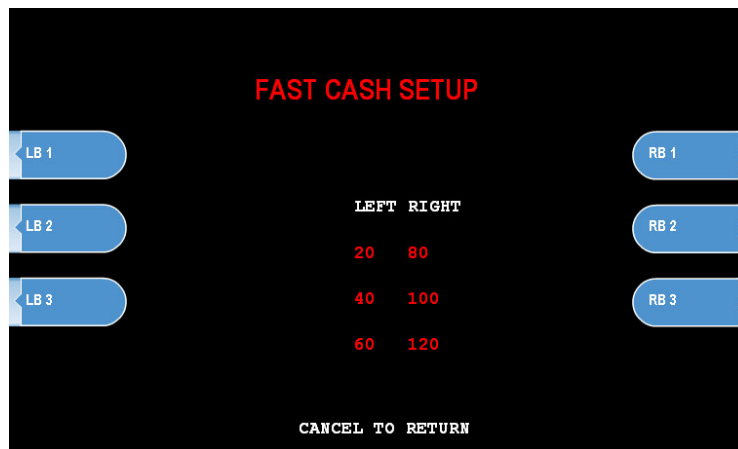 FAST CASH SETUP
LB 1
RB 1
LEFT RIGHT
LB 2
RB 2
20 80
LB 3
40 100
RB 3
60 120
CANCEL TO RETURN